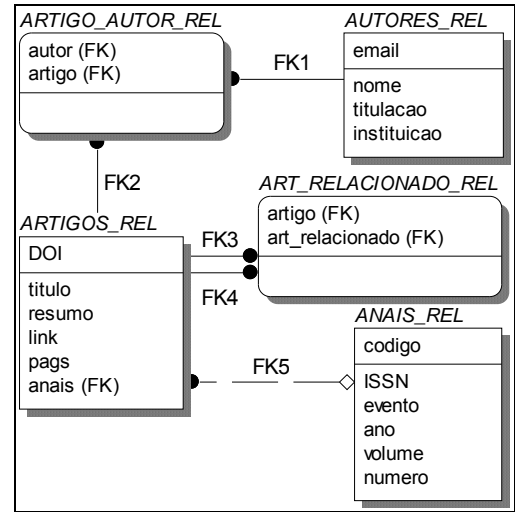 ARTIGO_AUTOR_REL
autor (FK)
artigo (FK)
FK1
AUTORES_REL
email
nome
titulacao
instituicao
FK2
ART_RELACIONADO_REL
artigo (FK)
art_relacionado (FK)
ARTIGOS_REL
DOI
titulo
resumo
link
pags
anais (FK)
FK3
FK4
ANAIS_REL
codigo
ISSN
evento
ano
volume
numero
FK5